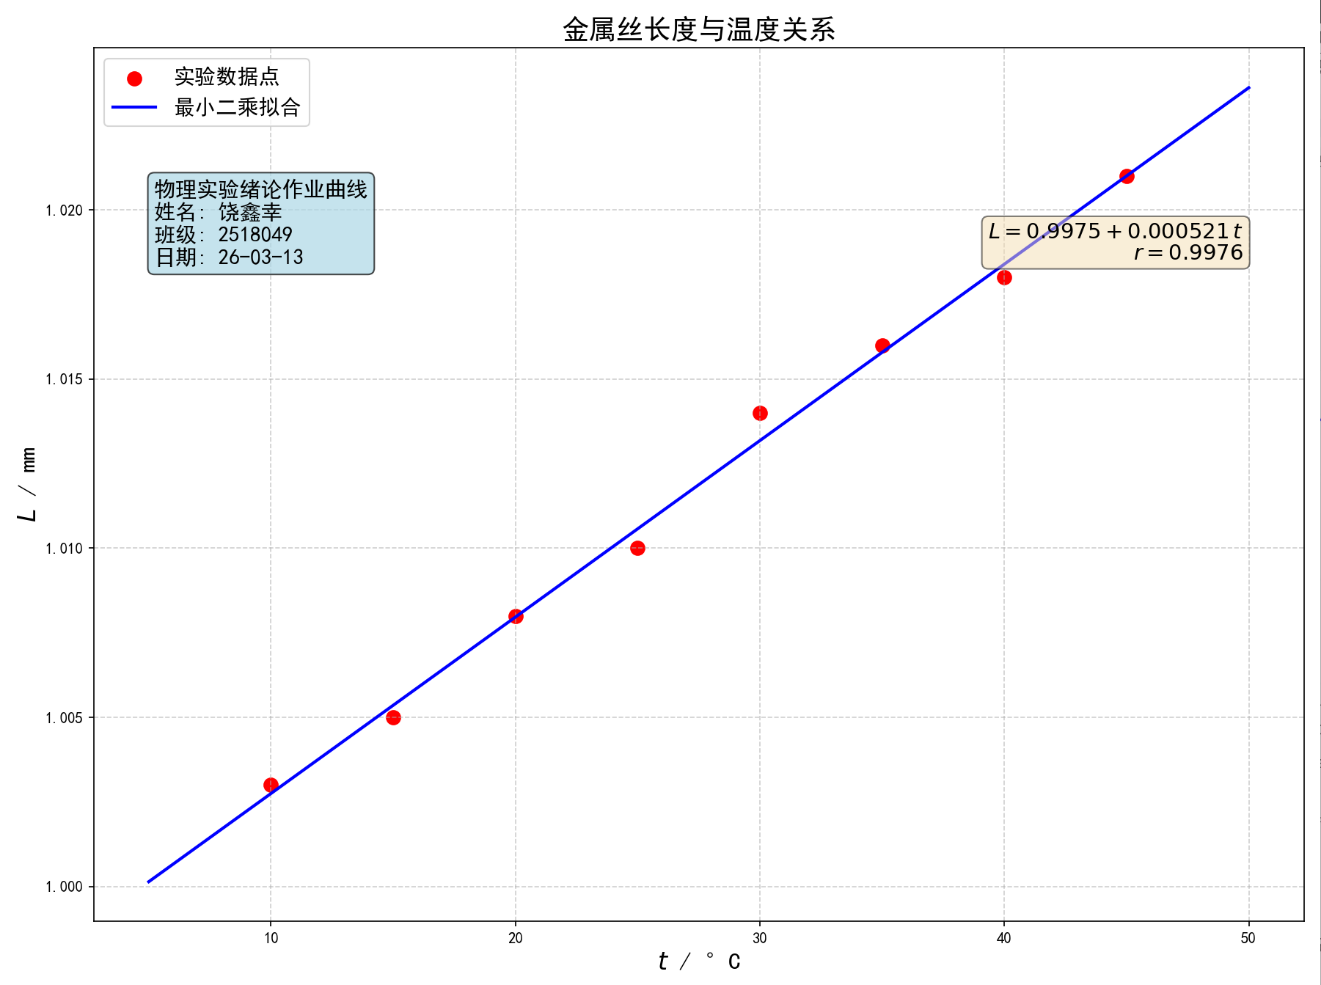 金属丝长度与温度关系
实验数据点
最小二乘拟合
物理实验绪论作业曲线
姓名: 饶鑫幸
班级: 2518049
日期: 26-03-13
L = 0.9975 + 0.000521 t
r = 0.9976
1.020
1.015
1.010
1.005
1.000
L / mm
10
20
30
40
50
t / °C